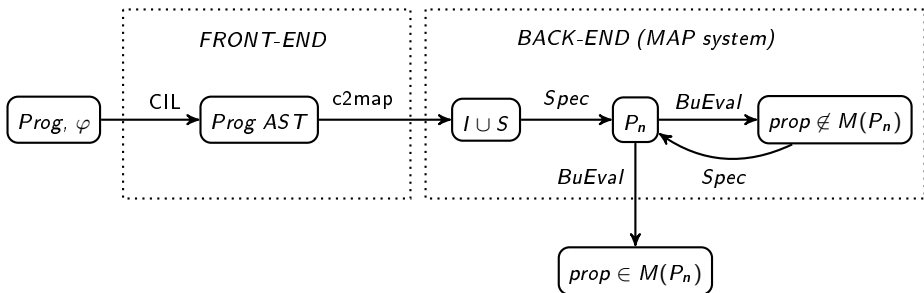 FRONT-END
BACK-END (MAP system)
Prog, φ
CIL
Prog AST
c2map
I ∪ S
Spec
Pn
BuEval
prop ∉ M(Pn)
BuEval
Spec
prop ∈ M(Pn)